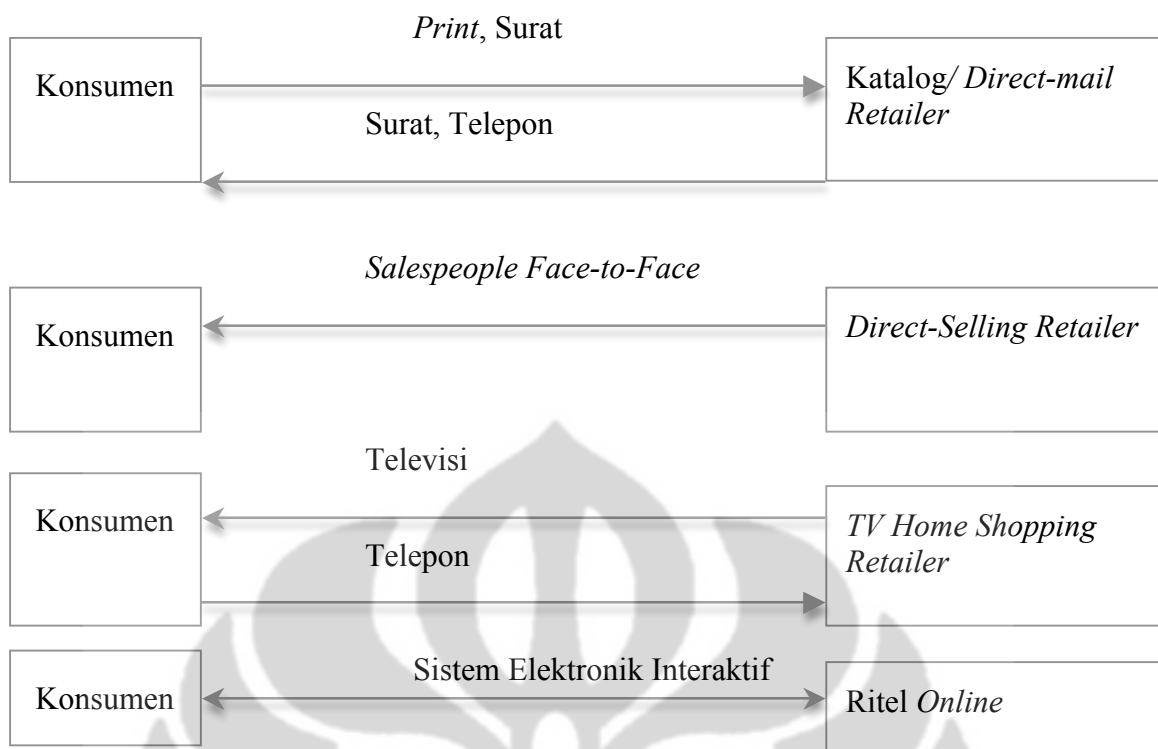 Print, Surat
Konsumen
Katalog/ Direct-mail
Retailer
Surat, Telepon
Salespeople Face-to-Face
Konsumen
Direct-Selling Retailer
Televisi
Konsumen
TV Home Shopping
Retailer
Telepon
Sistem Elektronik Interaktif
Konsumen
Ritel Online